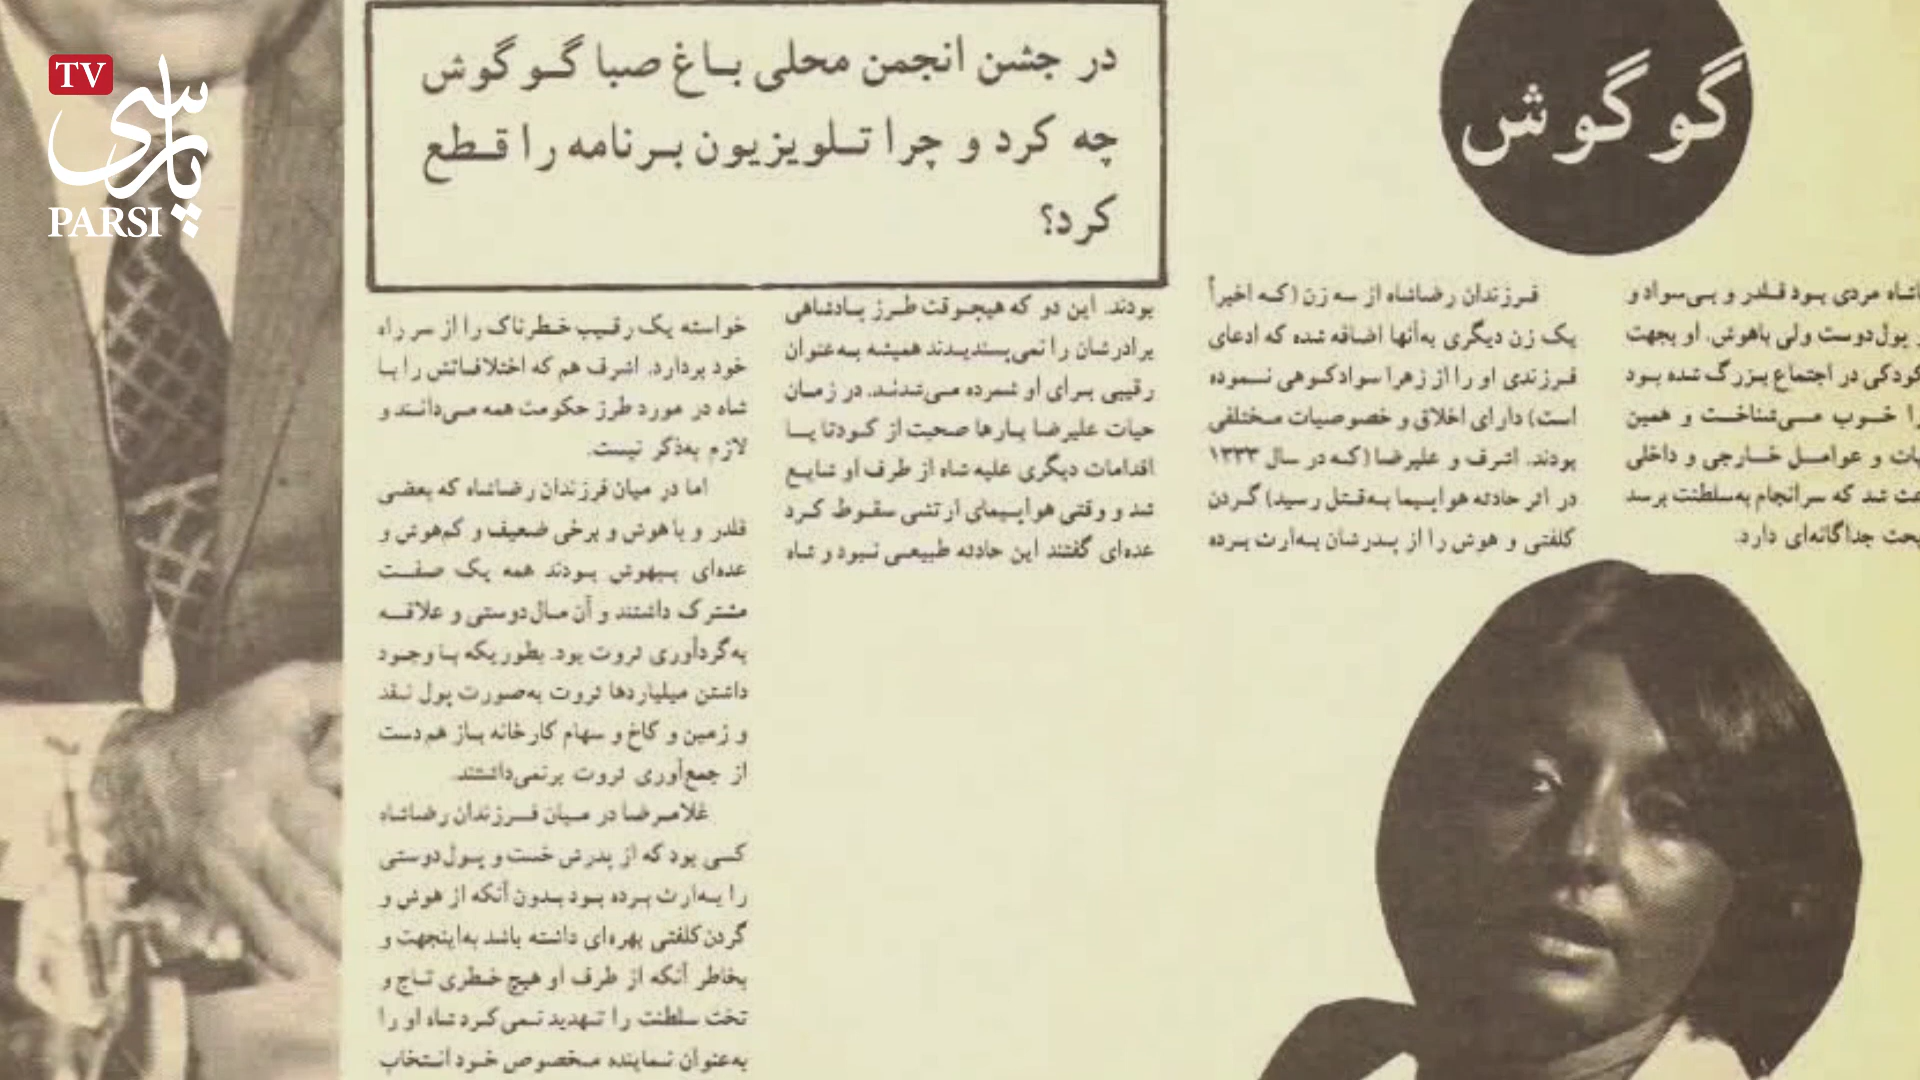 TV
پارسی
PARSI
گوگوش
در جشن انجمن محلی باغ صبا گوگوش
چه کرد و چرا تلویزیون برنامه را قطع
کرد؟
شاه مردی بود قلدر و بی‌سواد و
پول‌دوست ولی باهوش. او بجهت
کودکی در اجتماع بزرگ شده بود
را خوب می‌شناخت و همین
و عوامل خارجی و داخلی
شد که سرانجام به‌سلطنت برسد
جداگانه‌ای دارد.
فرزندان رضاشاه از سه زن (که اخیراً
یک زن دیگری به‌آنها اضافه شده که ادعای
فرزندی او را از زهرا سوادکوهی نموده
است) دارای اخلاق و خصوصیات مختلفی
بودند. اشرف و علیرضا (که در سال ۱۳۳۳
در اثر حادثه هواپیما به‌قتل رسید) گردن
کلفتی و هوش را از پدرشان به‌ارث برده
بودند. این دو که هیچوقت طرز پادشاهی
برادرشان را نمی‌پسندیدند همیشه به‌عنوان
رقیبی برای او شمرده می‌شدند. در زمان
حیات علیرضا بارها صحبت از کودتا یا
اقدامات دیگری علیه شاه از طرف او شایع
شد و وقتی هواپیمای ارتشی سقوط کرد
عده‌ای گفتند این حادثه طبیعی نبود و شاه
خواسته یک رقیب خطرناک را از سر راه
خود بردارد. اشرف هم که اختلافاتش را با
شاه در مورد طرز حکومت همه می‌دانند و
لازم به‌ذکر نیست.
اما در میان فرزندان رضاشاه که بعضی
قلدر و باهوش و برخی ضعیف و کم‌هوش و
عده‌ای بیهوش بودند همه یک صفت
مشترک داشتند و آن مال‌دوستی و علاقه
به‌گردآوری ثروت بود. بطوریکه با وجود
داشتن میلیاردها ثروت به‌صورت پول نقد
و زمین و کاخ و سهام کارخانه باز هم دست
از جمع‌آوری ثروت برنمی‌داشتند.
غلامرضا در میان فرزندان رضاشاه
کسی بود که از پدرش خست و پول‌دوستی
را به‌ارث برده بود بدون آنکه از هوش و
گردن‌کلفتی بهره‌ای داشته باشد به‌اینجهت و
بخاطر آنکه از طرف او هیچ خطری تاج و
تخت سلطنت را تهدید نمی‌کرد شاه او را
به‌عنوان نماینده مخصوص خود انتخاب